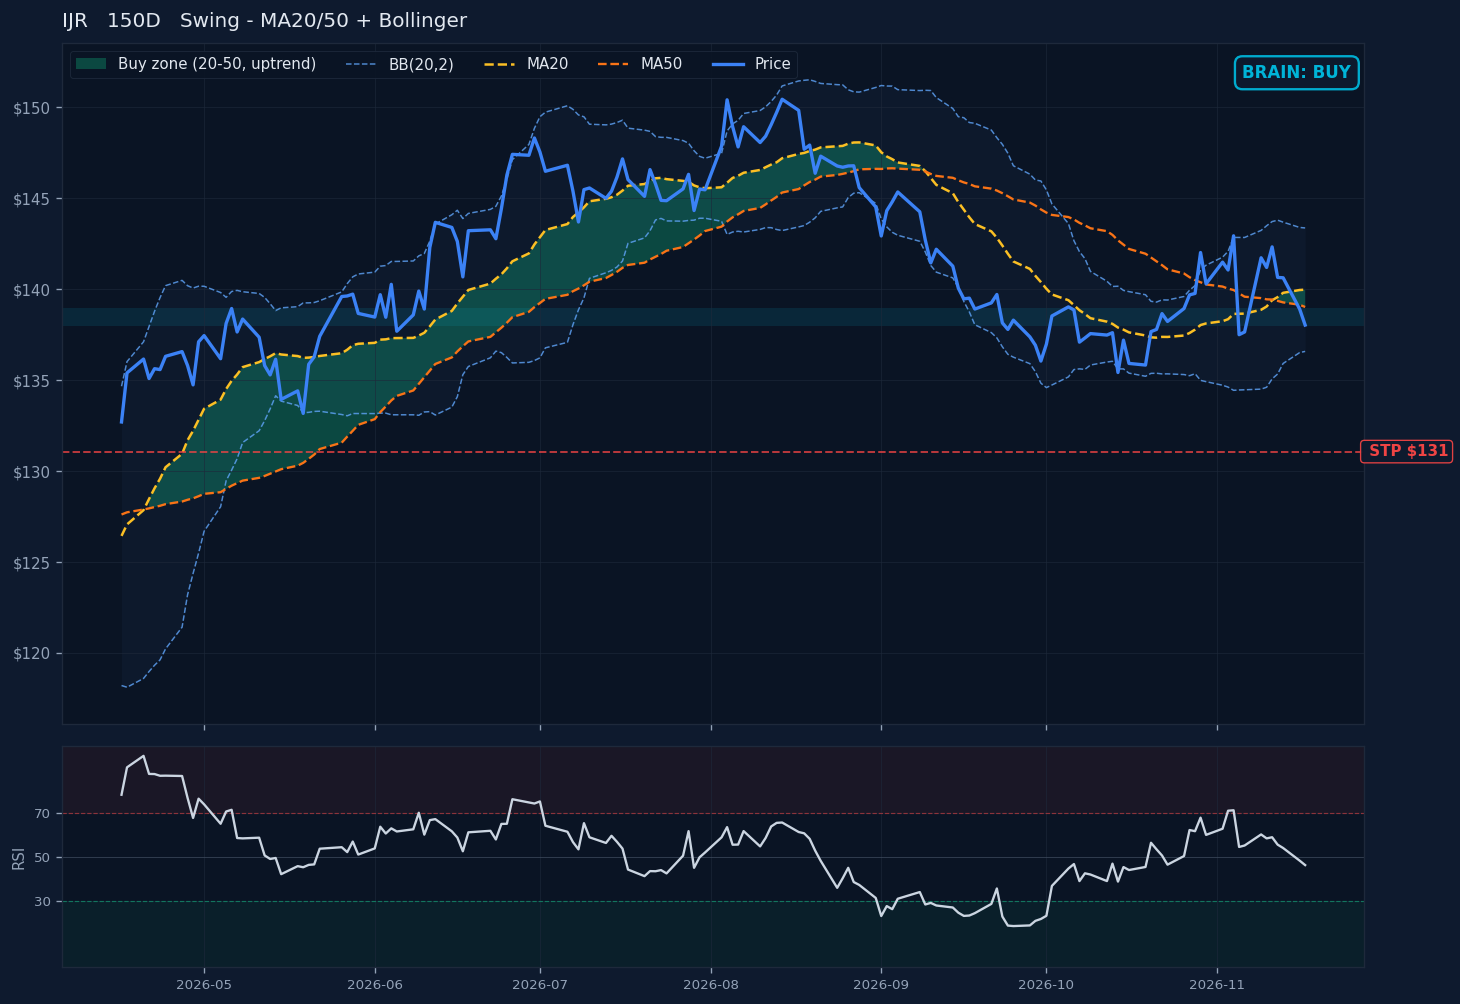 IJR   150D   Swing - MA20/50 + Bollinger
Buy zone (20-50, uptrend)   BB(20,2)   MA20   MA50   Price
BRAIN: BUY
$150
$145
$140
$135
$130
$125
$120
STP $131
70
50
30
RSI
2026-05   2026-06   2026-07   2026-08   2026-09   2026-10   2026-11